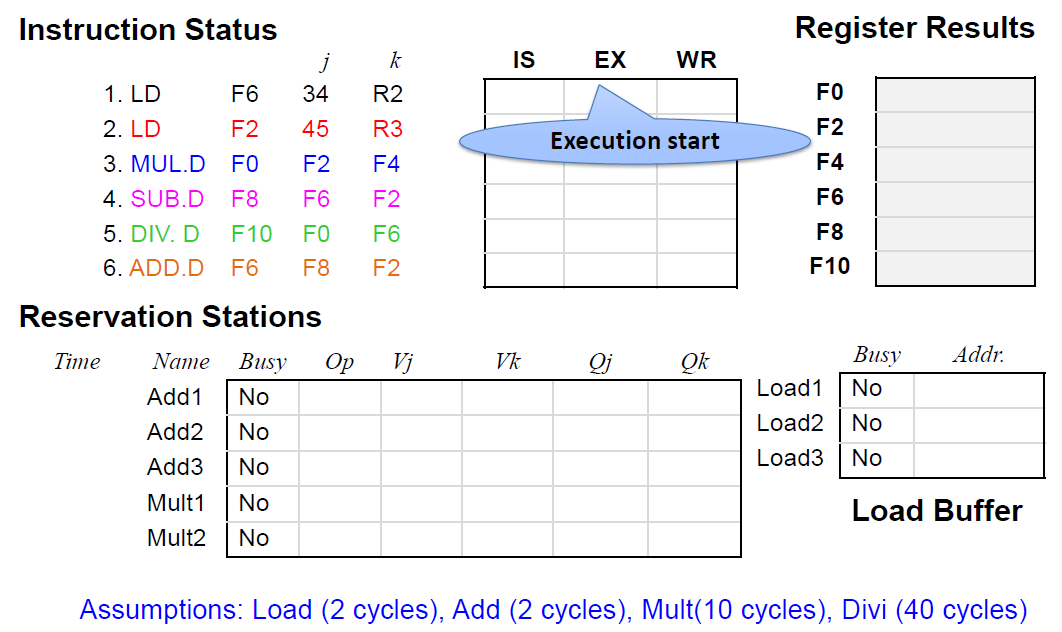 Instruction Status
Register Results
j k
IS EX WR
1. LD F6 34 R2
2. LD F2 45 R3
3. MUL.D F0 F2 F4
4. SUB.D F8 F6 F2
5. DIV. D F10 F0 F6
6. ADD.D F6 F8 F2
Execution start
F0
F2
F4
F6
F8
F10
Reservation Stations
Time Name Busy Op Vj Vk Qj Qk
Add1 No
Add2 No
Add3 No
Mult1 No
Mult2 No
Busy Addr.
Load1 No
Load2 No
Load3 No
Load Buffer
Assumptions: Load (2 cycles), Add (2 cycles), Mult(10 cycles), Divi (40 cycles)